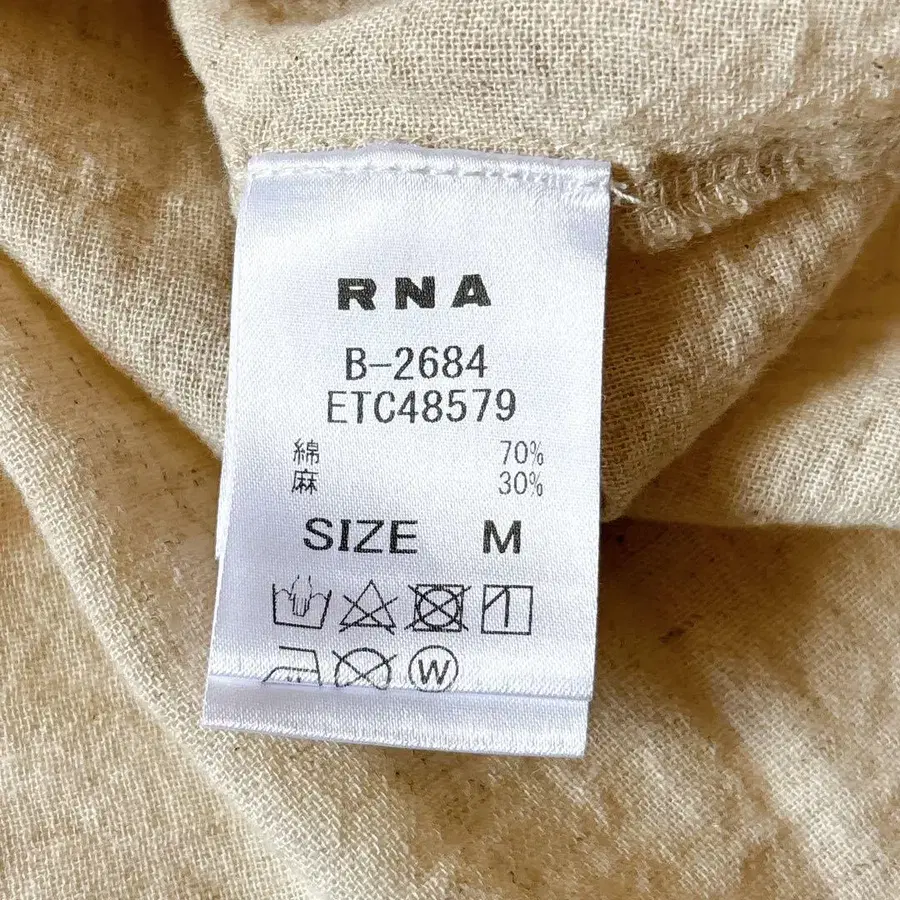 RNA
B-2684
ETC48579
綿 70%
麻 30%
SIZE M
W